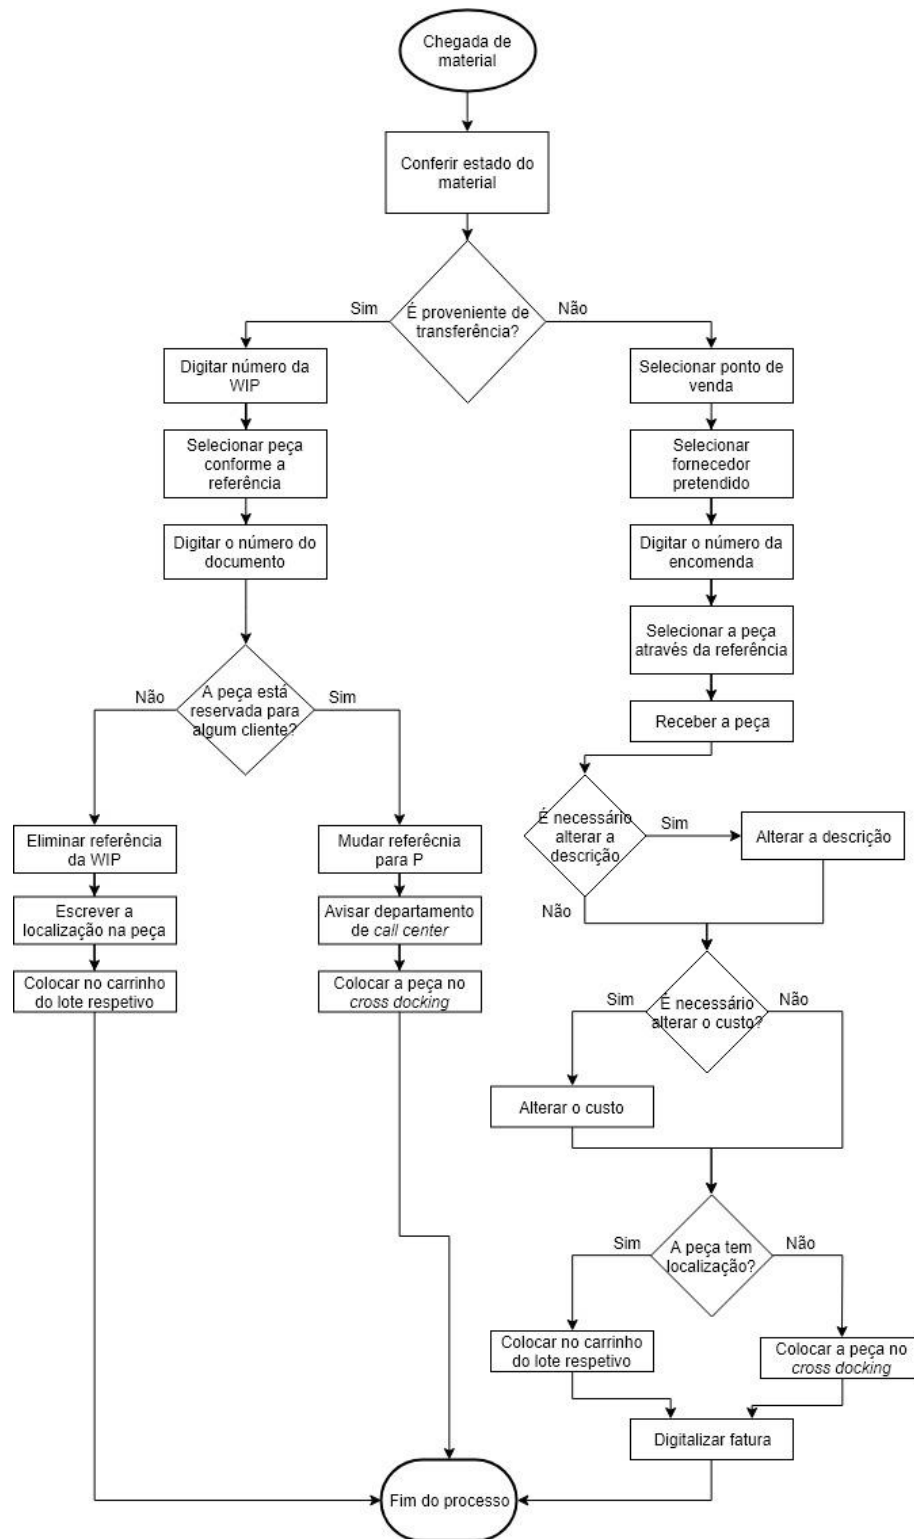 Chegada de
material
Conferir estado do
material
É proveniente de
transferência?
Sim
Não
Digitar número da
WIP
Selecionar peça
conforme a
referência
Digitar o número do
documento
A peça está
reservada para
algum cliente?
Não
Sim
Eliminar referência
da WIP
Escrever a
localização na peça
Colocar no carrinho
do lote respetivo
Mudar referêcnia
para P
Avisar departamento
de call center
Colocar a peça no
cross docking
Selecionar ponto de
venda
Selecionar
fornecedor
pretendido
Digitar o número da
encomenda
Selecionar a peça
através da referência
Receber a peça
É necessário
alterar a
descrição
Sim
Não
Alterar a descrição
É necessário
alterar o custo?
Sim
Não
Alterar o custo
A peça tem
localização?
Sim
Não
Colocar no carrinho
do lote respetivo
Colocar a peça no
cross docking
Digitalizar fatura
Fim do processo